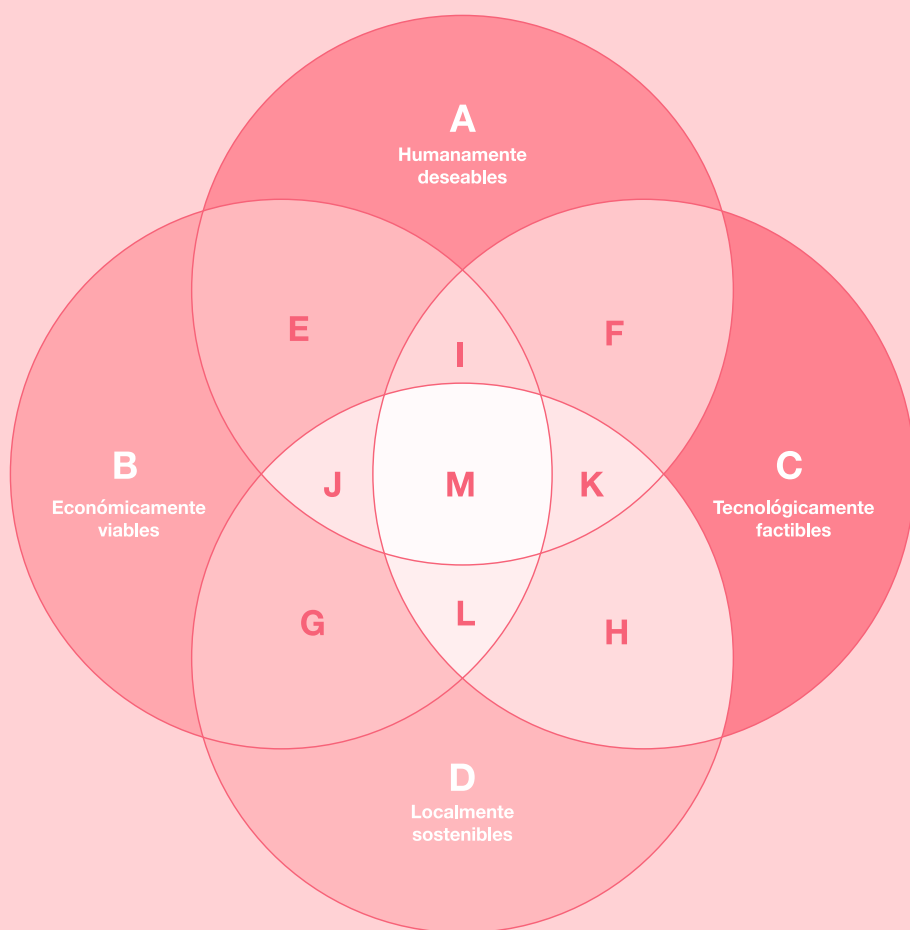 A
Humanamente
deseables
E
I
F
B
Económicamente
viables
J
M
K
C
Tecnológicamente
factibles
G
L
H
D
Localmente
sostenibles